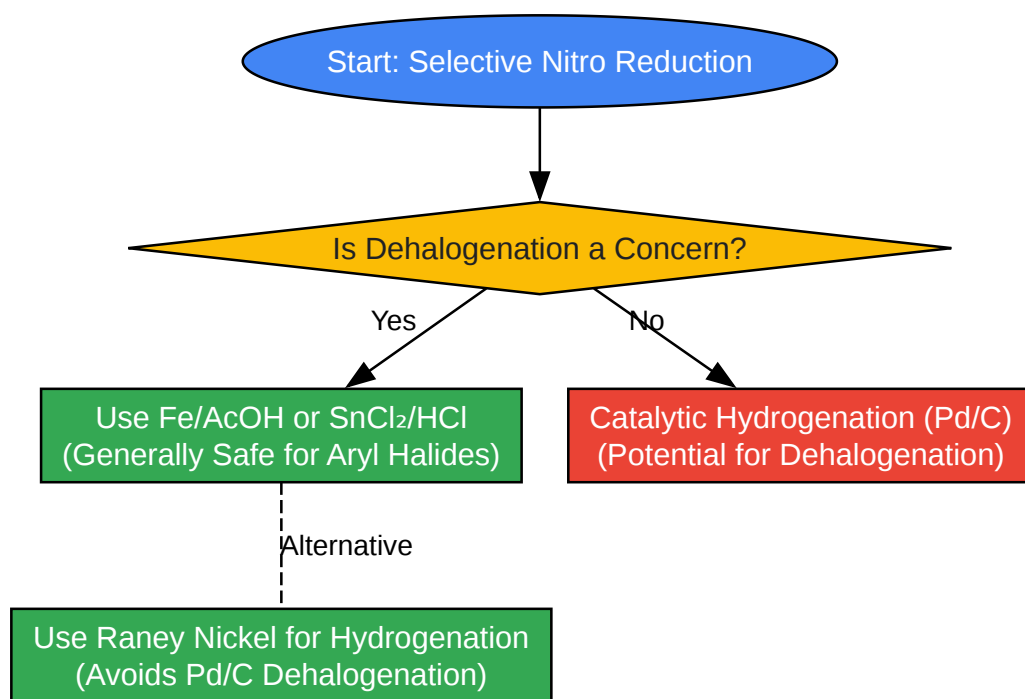 Start: Selective Nitro Reduction
Is Dehalogenation a Concern?
Yes
No
Use Fe/AcOH or SnCl₂/HCl
(Generally Safe for Aryl Halides)
Catalytic Hydrogenation (Pd/C)
(Potential for Dehalogenation)
Alternative
Use Raney Nickel for Hydrogenation
(Avoids Pd/C Dehalogenation)